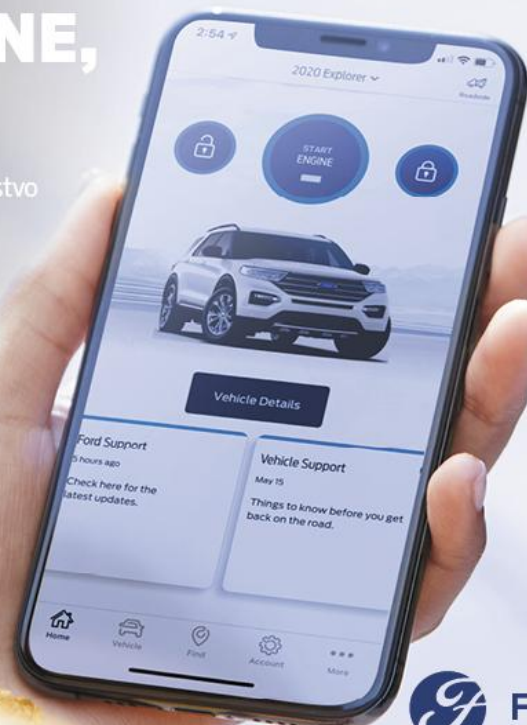 NE,
stvo
2:54
2020 Explorer
Roadside
START
ENGINE
Vehicle Details
Ford Support
5 hours ago
Check here for the
latest updates.
Vehicle Support
May 15
Things to know before you get
back on the road.
Home
Vehicle
Find
Account
More
F